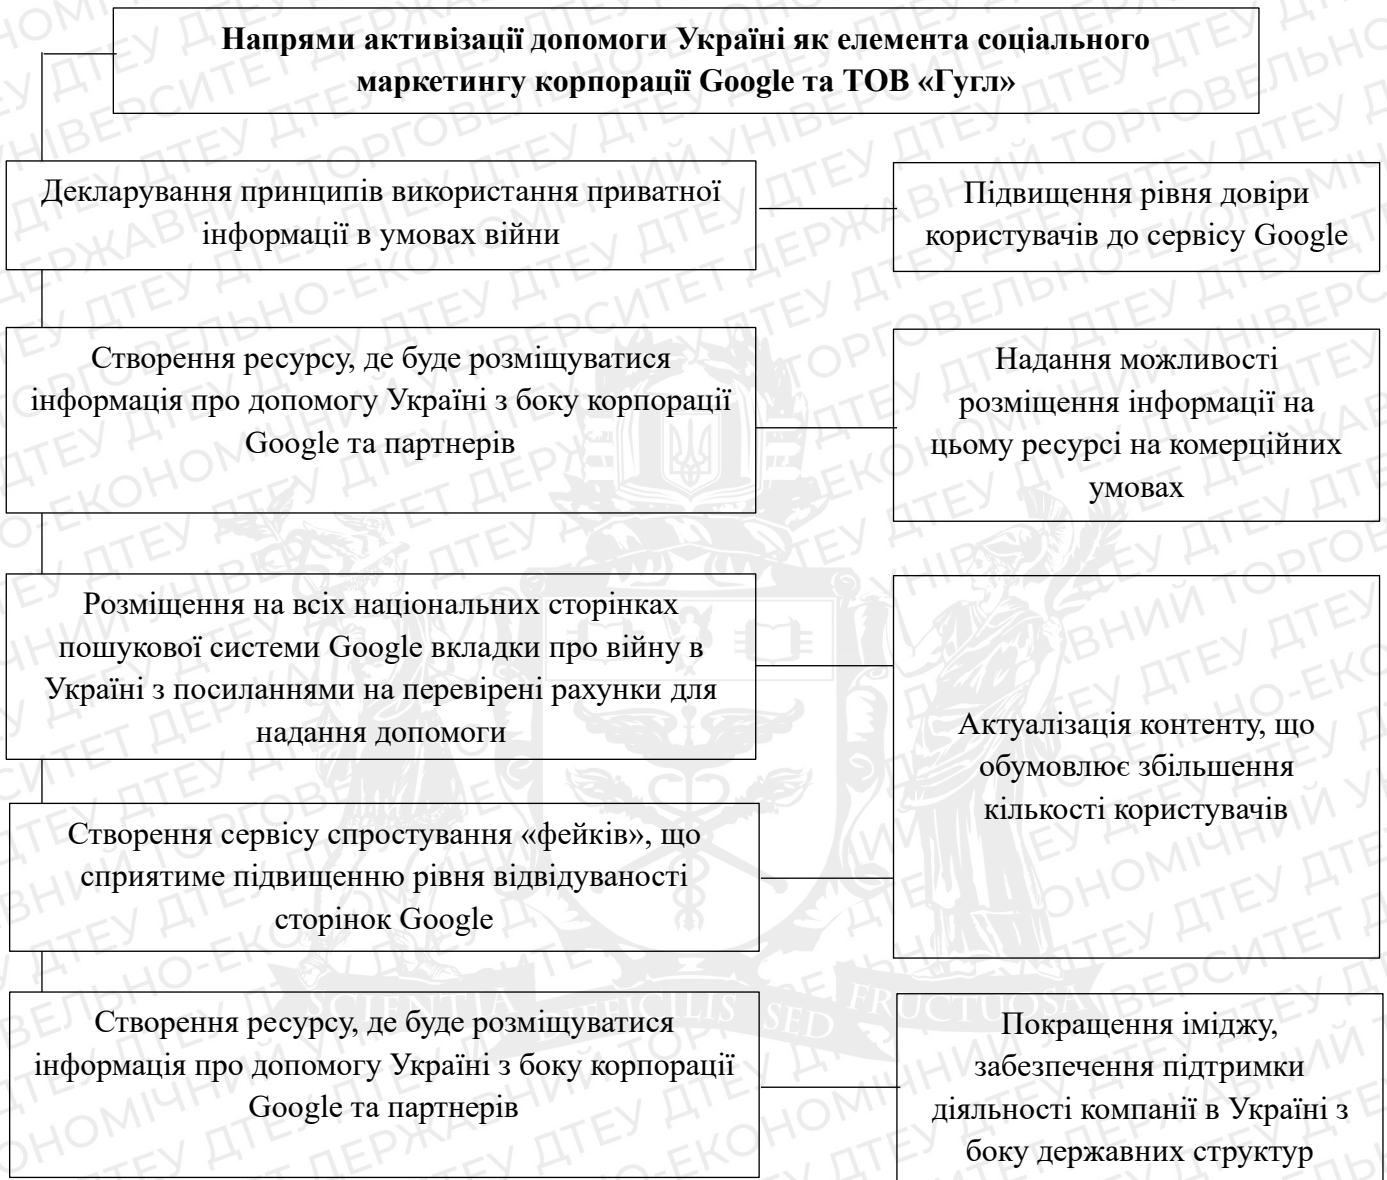 Напрями активізації допомоги Україні як елемента соціального
маркетингу корпорації Google та ТОВ «Гугл»
Декларування принципів використання приватної
інформації в умовах війни
Підвищення рівня довіри
користувачів до сервісу Google
Створення ресурсу, де буде розміщуватися
інформація про допомогу Україні з боку корпорації
Google та партнерів
Надання можливості
розміщення інформації на
цьому ресурсі на комерційних
умовах
Розміщення на всіх національних сторінках
пошукової системи Google вкладки про війну в
Україні з посиланнями на перевірені рахунки для
надання допомоги
Актуалізація контенту, що
обумовлює збільшення
кількості користувачів
Створення сервісу спростування «фейків», що
сприятиме підвищенню рівня відвідуваності
сторінок Google
Створення ресурсу, де буде розміщуватися
інформація про допомогу Україні з боку корпорації
Google та партнерів
Покращення іміджу,
забезпечення підтримки
діяльності компанії в Україні з
боку державних структур
SCIENTIA DIFFICILIS SED FRUCTUOSA